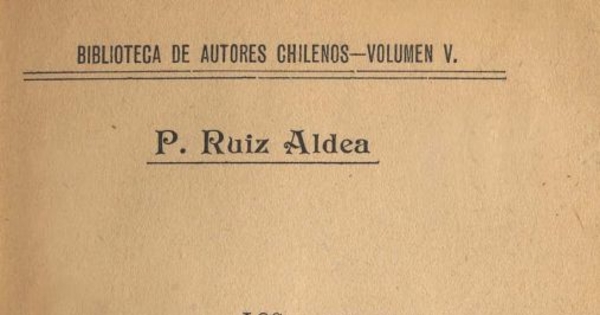 BIBLIOTECA DE AUTORES CHILENOS—VOLUMEN V.
P. Ruiz Aldea